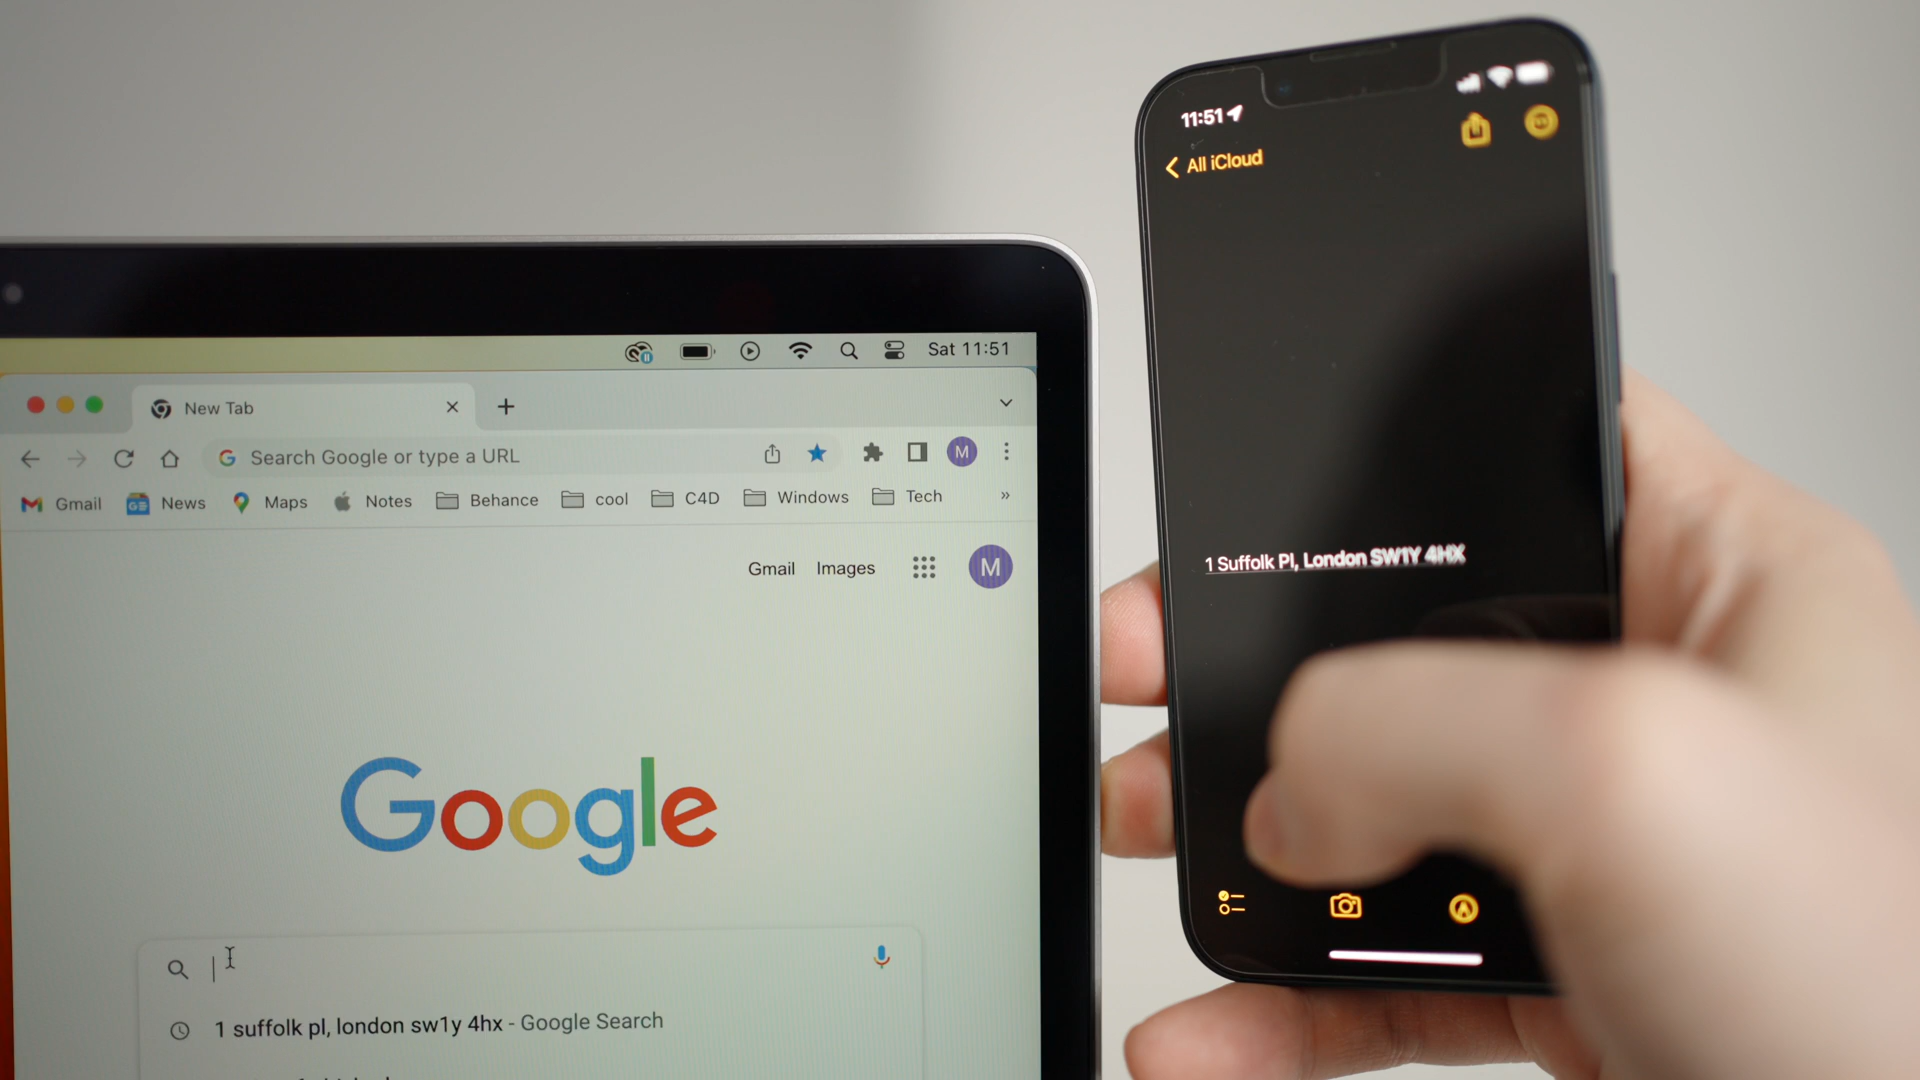 11:51
All iCloud
1 Suffolk Pl, London SW1Y 4HX
Sat 11:51
New Tab
Search Google or type a URL
M
Gmail
News
Maps
Notes
Behance
cool
C4D
Windows
Tech
Gmail
Images
M
Google
1 suffolk pl, london sw1y 4hx - Google Search